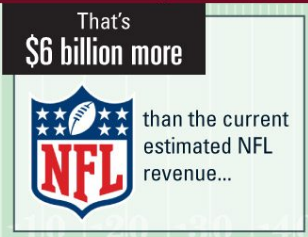 That's
$6 billion more
NFL
than the current
estimated NFL
revenue...